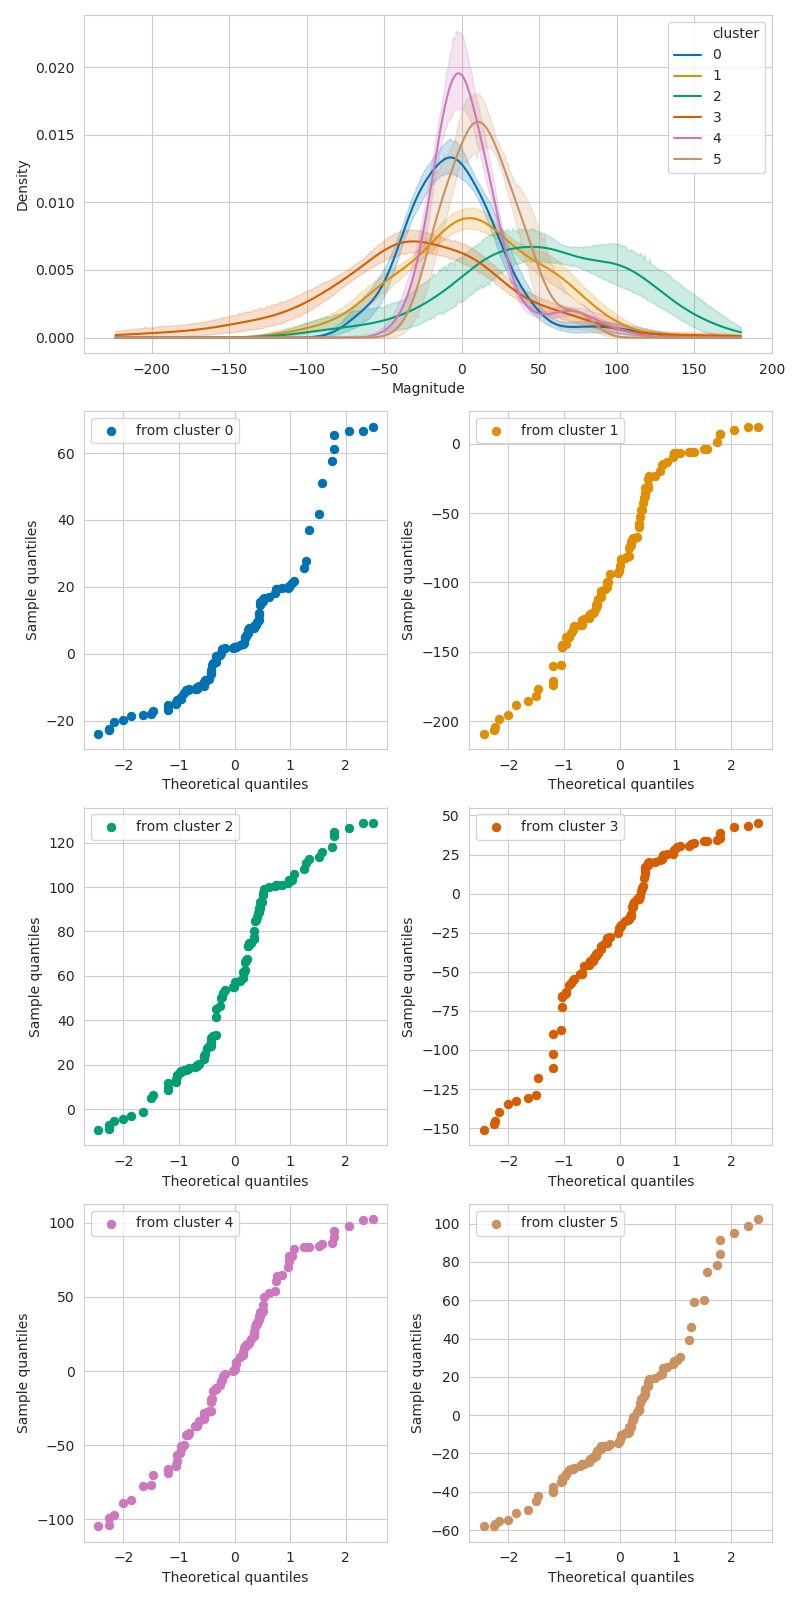 cluster
0
1
2
3
4
5
0.020
0.015
0.010
0.005
0.000
Density
−200 −150 −100 −50 0 50 100 150 200
Magnitude
from cluster 0
60
40
20
0
−20
Sample quantiles
−2 −1 0 1 2
Theoretical quantiles
from cluster 1
0
−50
−100
−150
−200
Sample quantiles
−2 −1 0 1 2
Theoretical quantiles
from cluster 2
120
100
80
60
40
20
0
Sample quantiles
−2 −1 0 1 2
Theoretical quantiles
from cluster 3
50
25
0
−25
−50
−75
−100
−125
−150
Sample quantiles
−2 −1 0 1 2
Theoretical quantiles
from cluster 4
100
50
0
−50
−100
Sample quantiles
−2 −1 0 1 2
Theoretical quantiles
from cluster 5
100
80
60
40
20
0
−20
−40
−60
Sample quantiles
−2 −1 0 1 2
Theoretical quantiles